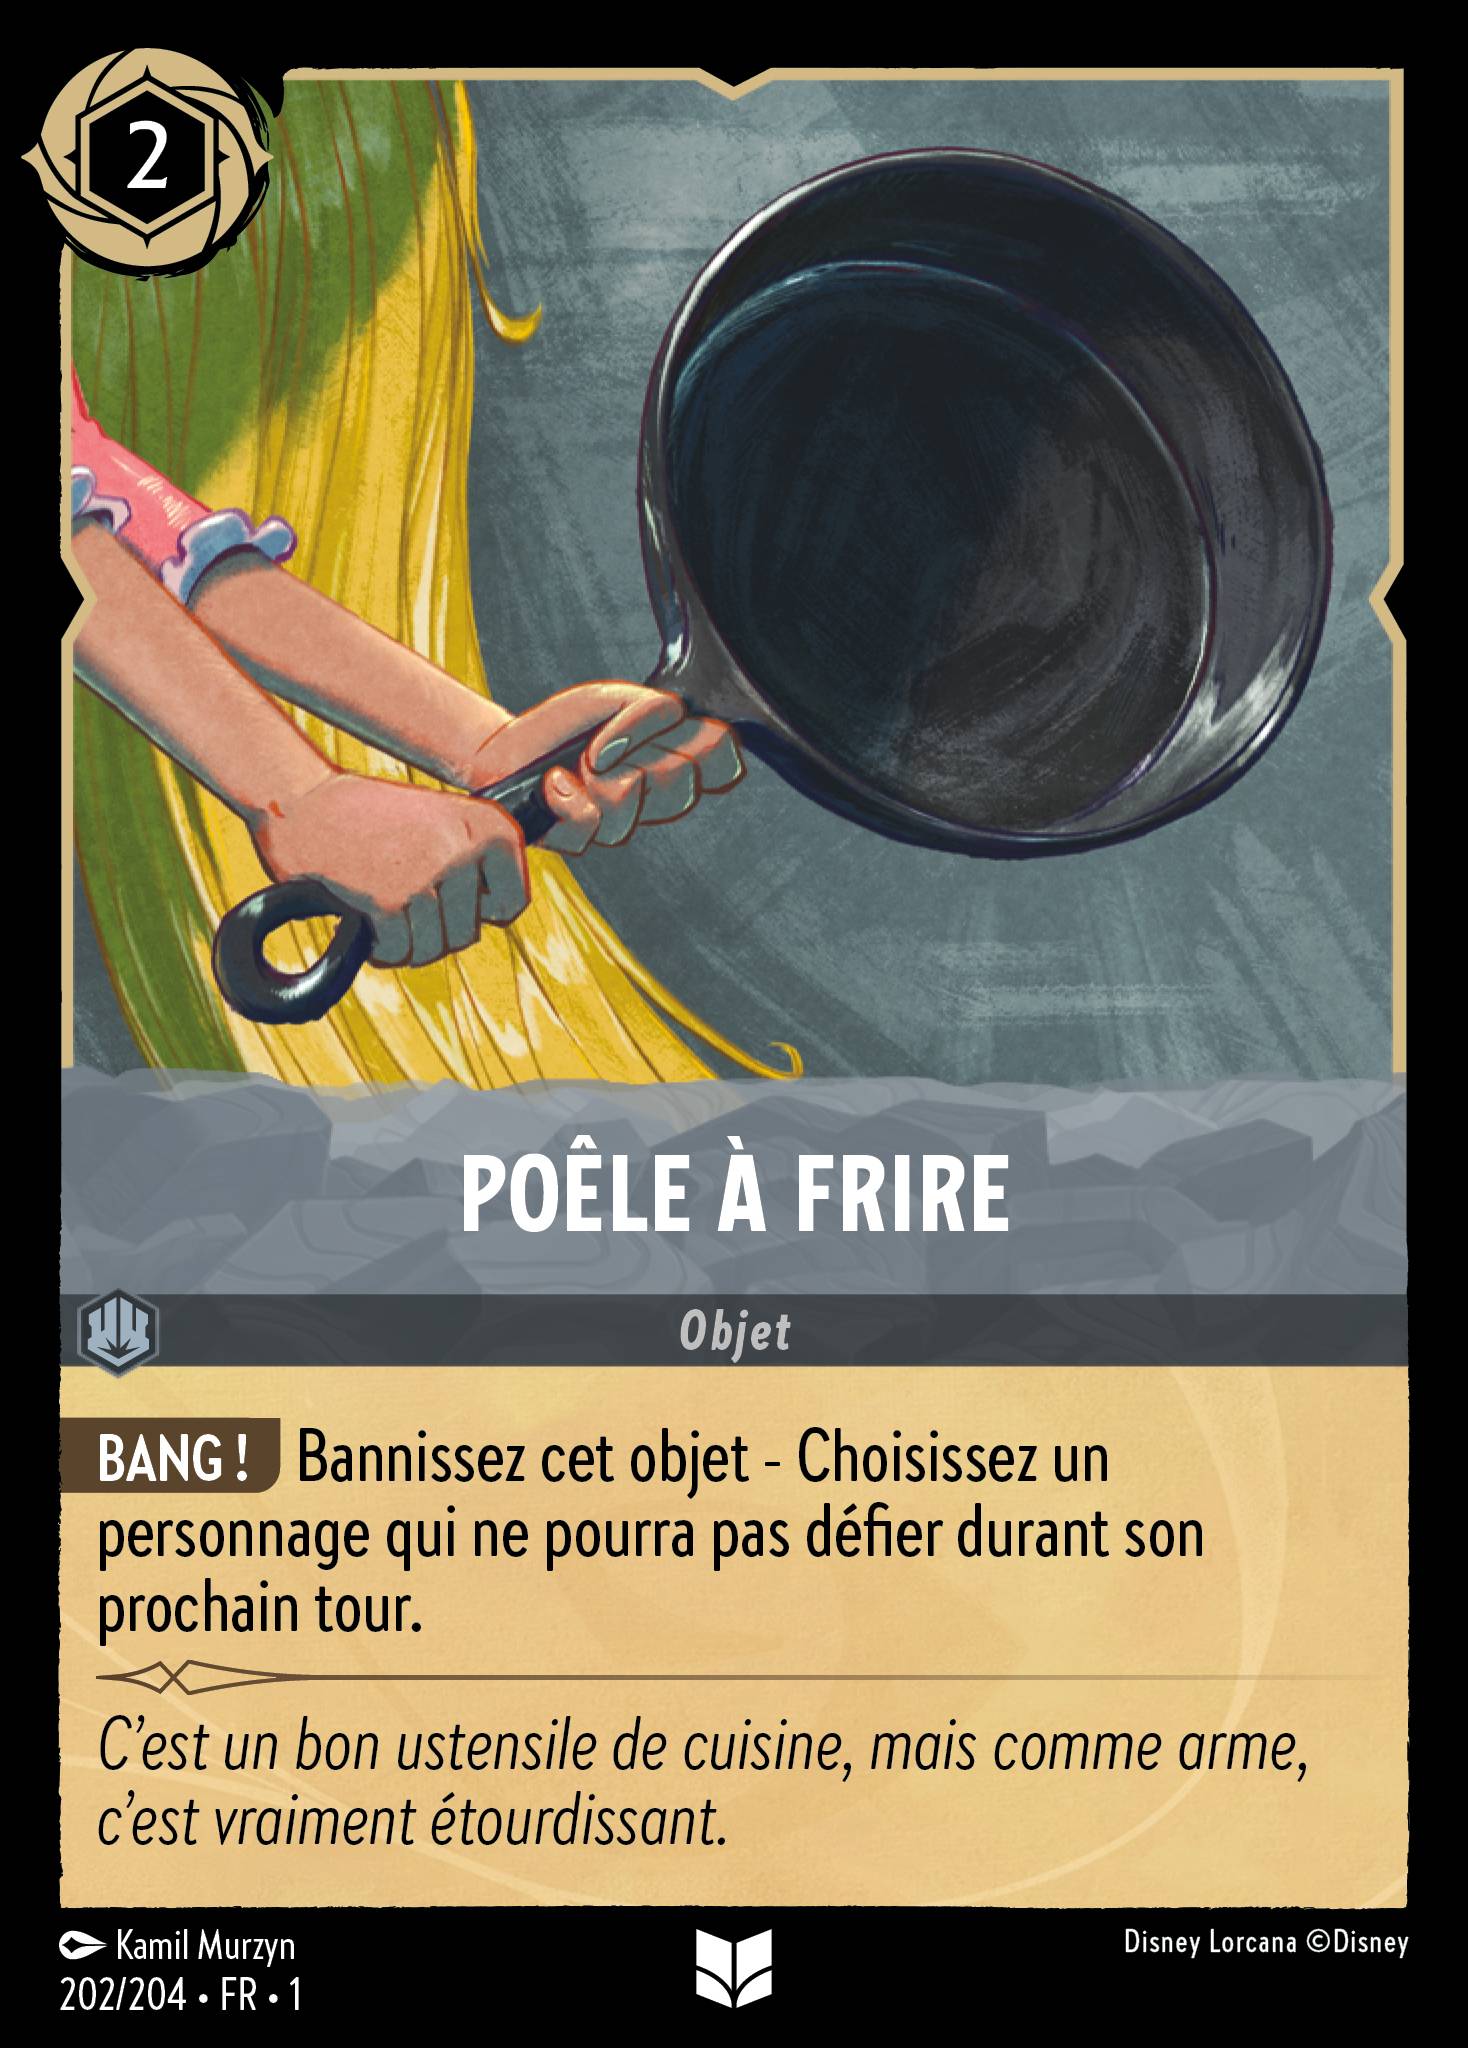 2
POÊLE À FRIRE
Objet
BANG ! Bannissez cet objet - Choisissez un
personnage qui ne pourra pas défier durant son
prochain tour.
C’est un bon ustensile de cuisine, mais comme arme,
c’est vraiment étourdissant.
Kamil Murzyn
Disney Lorcana ©Disney
202/204 • FR • 1